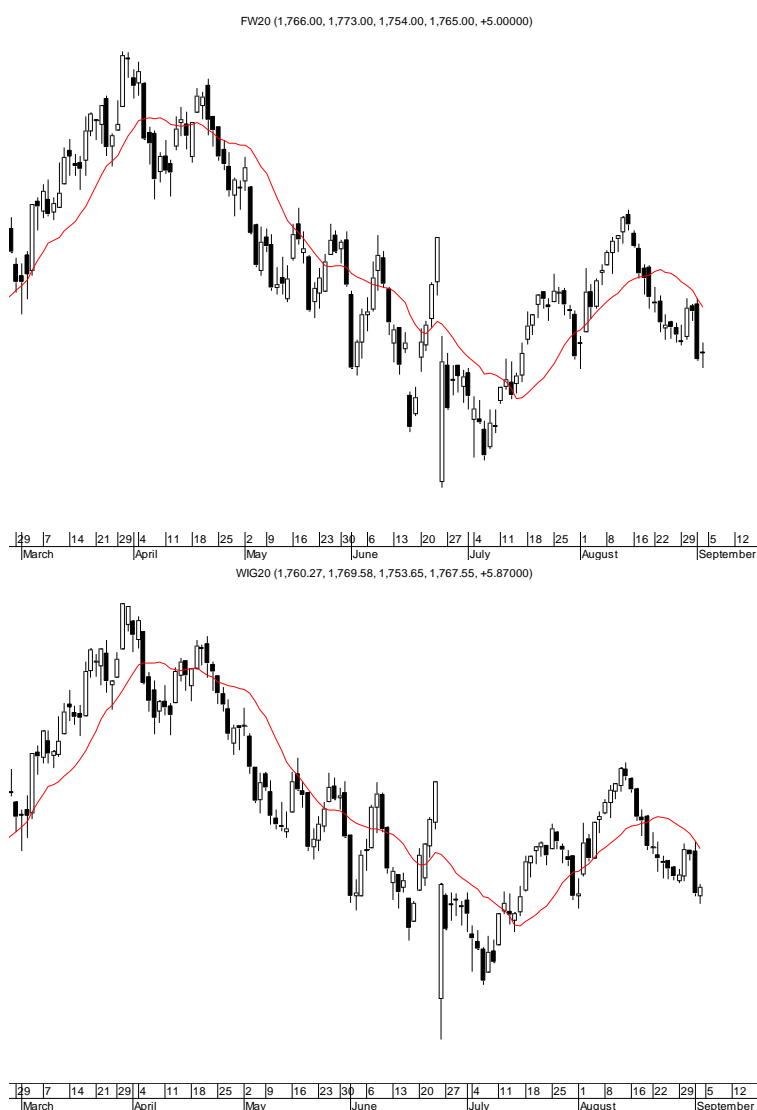 FW20 (1,766.00, 1,773.00, 1,754.00, 1,765.00, +5.00000)
29 7 14 21 29 4 11 18 25 2 9 16 23 30 6 13 20 27 4 11 18 25 1 8 16 22 29 5 12
March April May June July August September
WIG20 (1,760.27, 1,769.58, 1,753.65, 1,767.55, +5.87000)
29 7 14 21 29 4 11 18 25 2 9 16 23 30 6 13 20 27 4 11 18 25 1 8 16 22 29 5 12
March April May June July August September